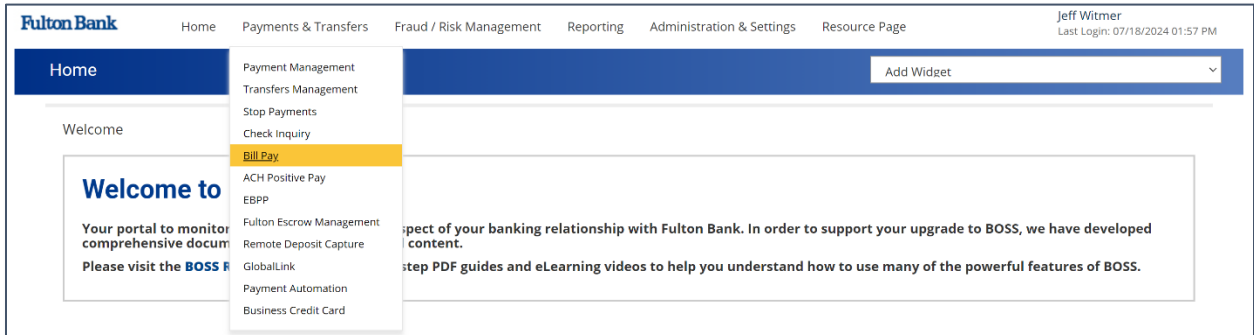 Fulton Bank
Home
Payments & Transfers
Fraud / Risk Management
Reporting
Administration & Settings
Resource Page
Jeff Witmer
Last Login: 07/18/2024 01:57 PM
Home
Add Widget
Payment Management
Transfers Management
Stop Payments
Check Inquiry
Bill Pay
ACH Positive Pay
EBPP
Fulton Escrow Management
Remote Deposit Capture
GlobalLink
Payment Automation
Business Credit Card
Welcome
Welcome to
Your portal to monitor spect of your banking relationship with Fulton Bank. In order to support your upgrade to BOSS, we have developed
comprehensive docum content.
Please visit the BOSS R step PDF guides and eLearning videos to help you understand how to use many of the powerful features of BOSS.